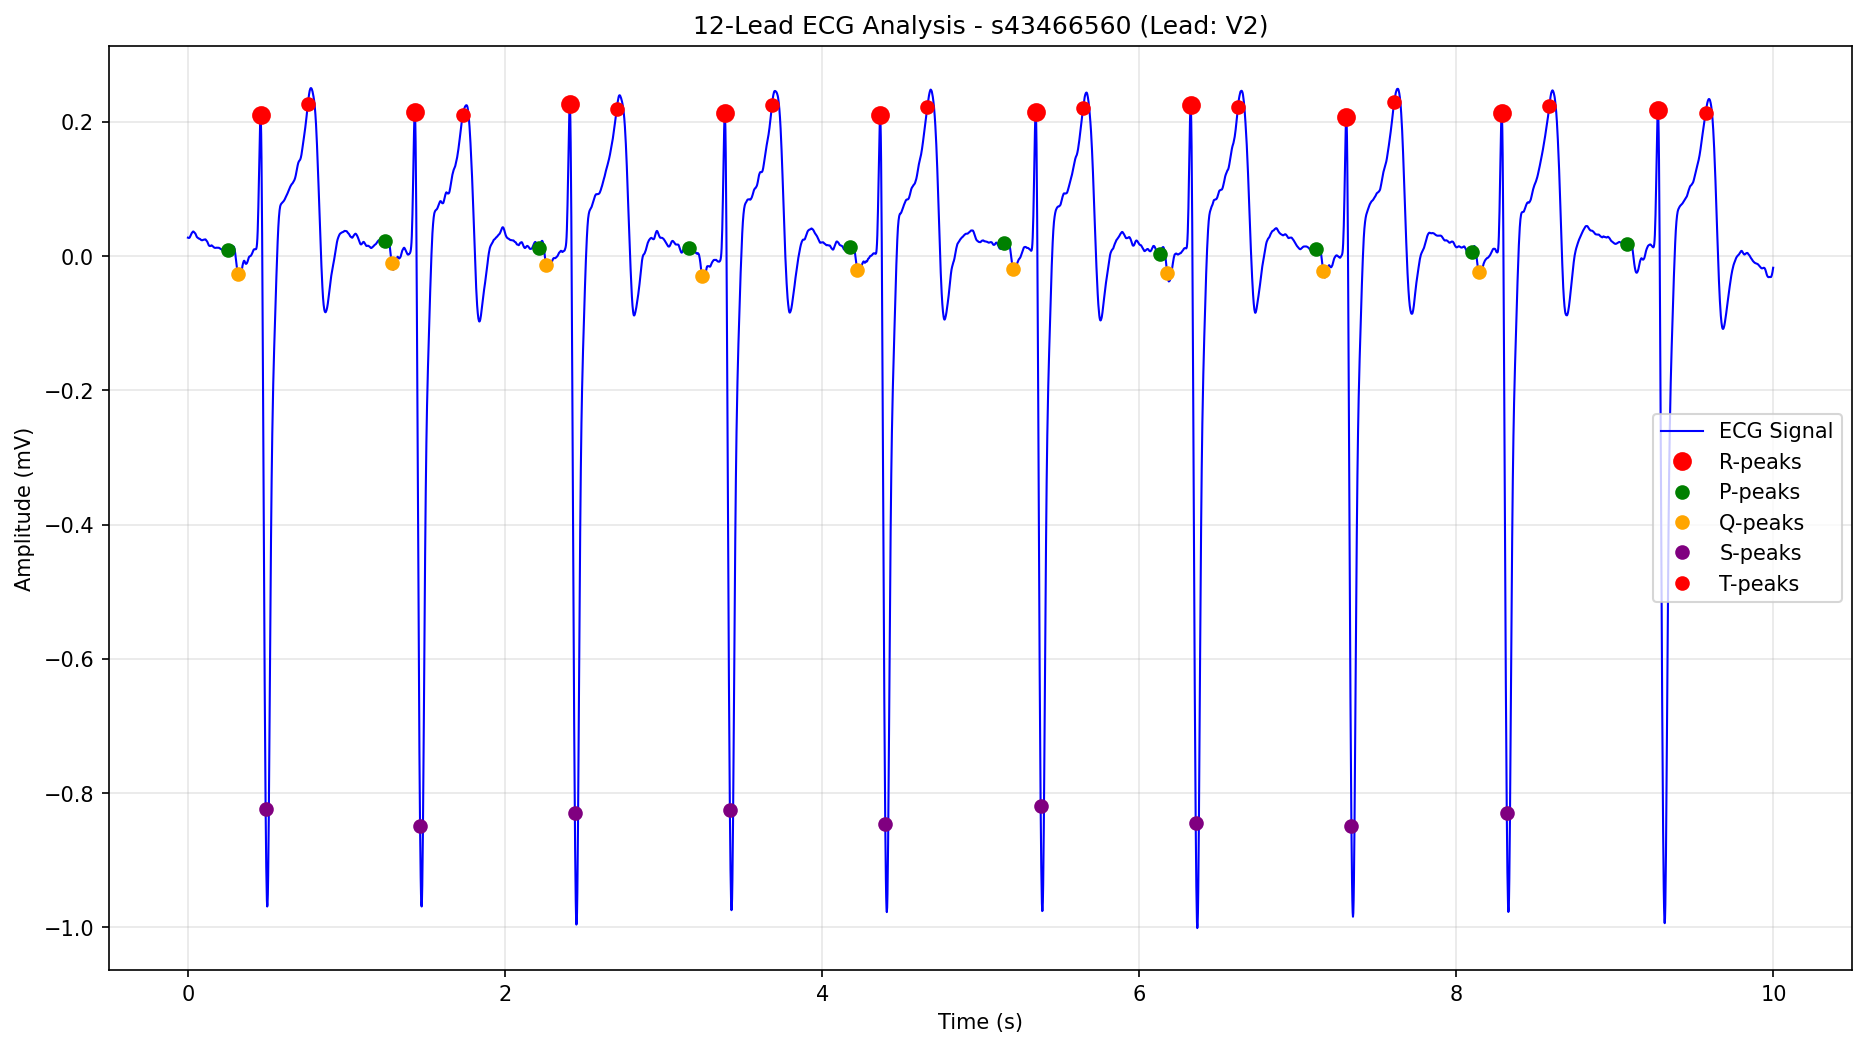 12-Lead ECG Analysis - s43466560 (Lead: V2)
Amplitude (mV)
0.2
0.0
−0.2
−0.4
−0.6
−0.8
−1.0
ECG Signal
R-peaks
P-peaks
Q-peaks
S-peaks
T-peaks
0 2 4 6 8 10
Time (s)